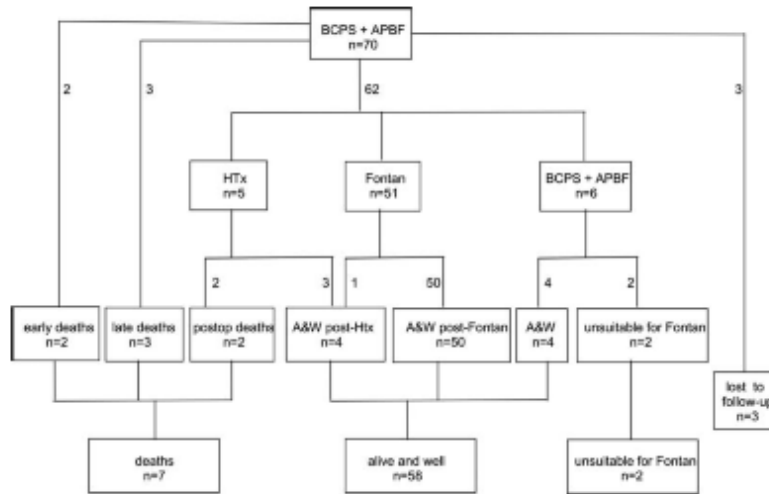 BCPS + APBF
n=70
2
3
62
3
HTx
n=5
Fontan
n=51
BCPS + APBF
n=6
2
3
1
50
4
2
early deaths
n=2
late deaths
n=3
postop deaths
n=2
A&W post-Htx
n=4
A&W post-Fontan
n=50
A&W
n=4
unsuitable for Fontan
n=2
lost to
follow-up
n=3
deaths
n=7
alive and well
n=58
unsuitable for Fontan
n=2